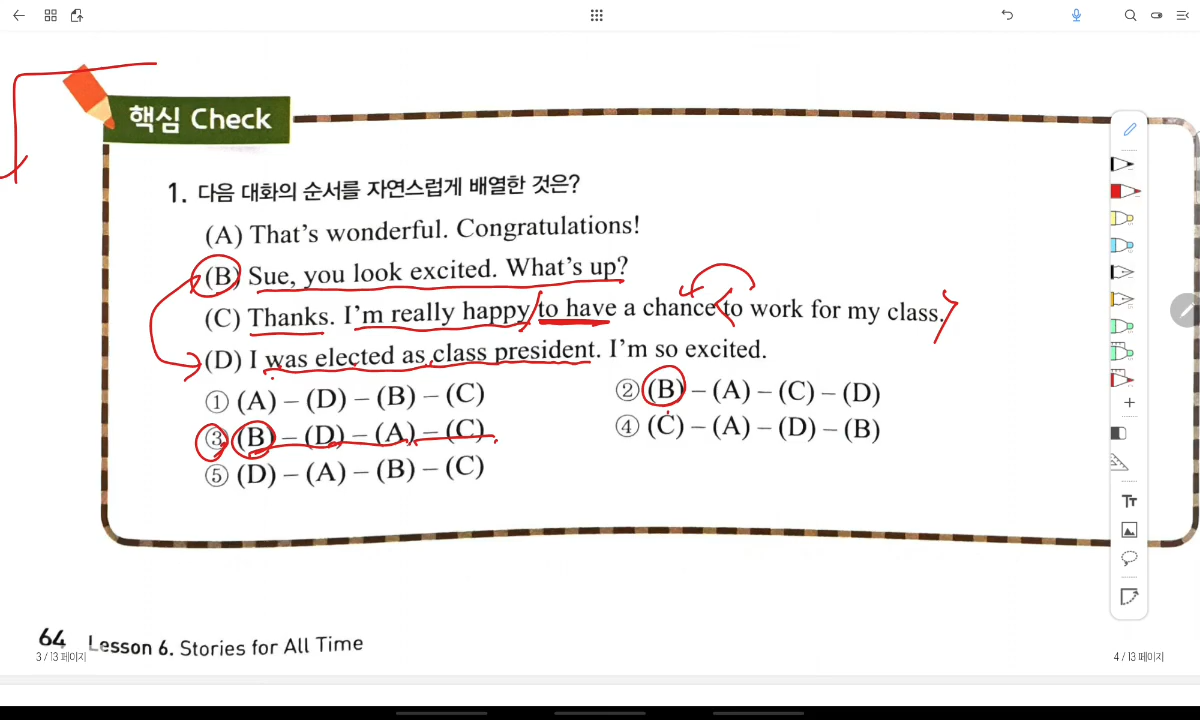 핵심 Check
1. 다음 대화의 순서를 자연스럽게 배열한 것은?
(A) That's wonderful. Congratulations!
(B) Sue, you look excited. What's up?
(C) Thanks. I'm really happy to have a chance to work for my class.
(D) I was elected as class president. I'm so excited.
① (A) – (D) – (B) – (C)
② (B) – (A) – (C) – (D)
③ (B) – (D) – (A) – (C)
④ (C) – (A) – (D) – (B)
⑤ (D) – (A) – (B) – (C)
64 Lesson 6. Stories for All Time
3 / 13 페이지
4 / 13 페이지
Tт